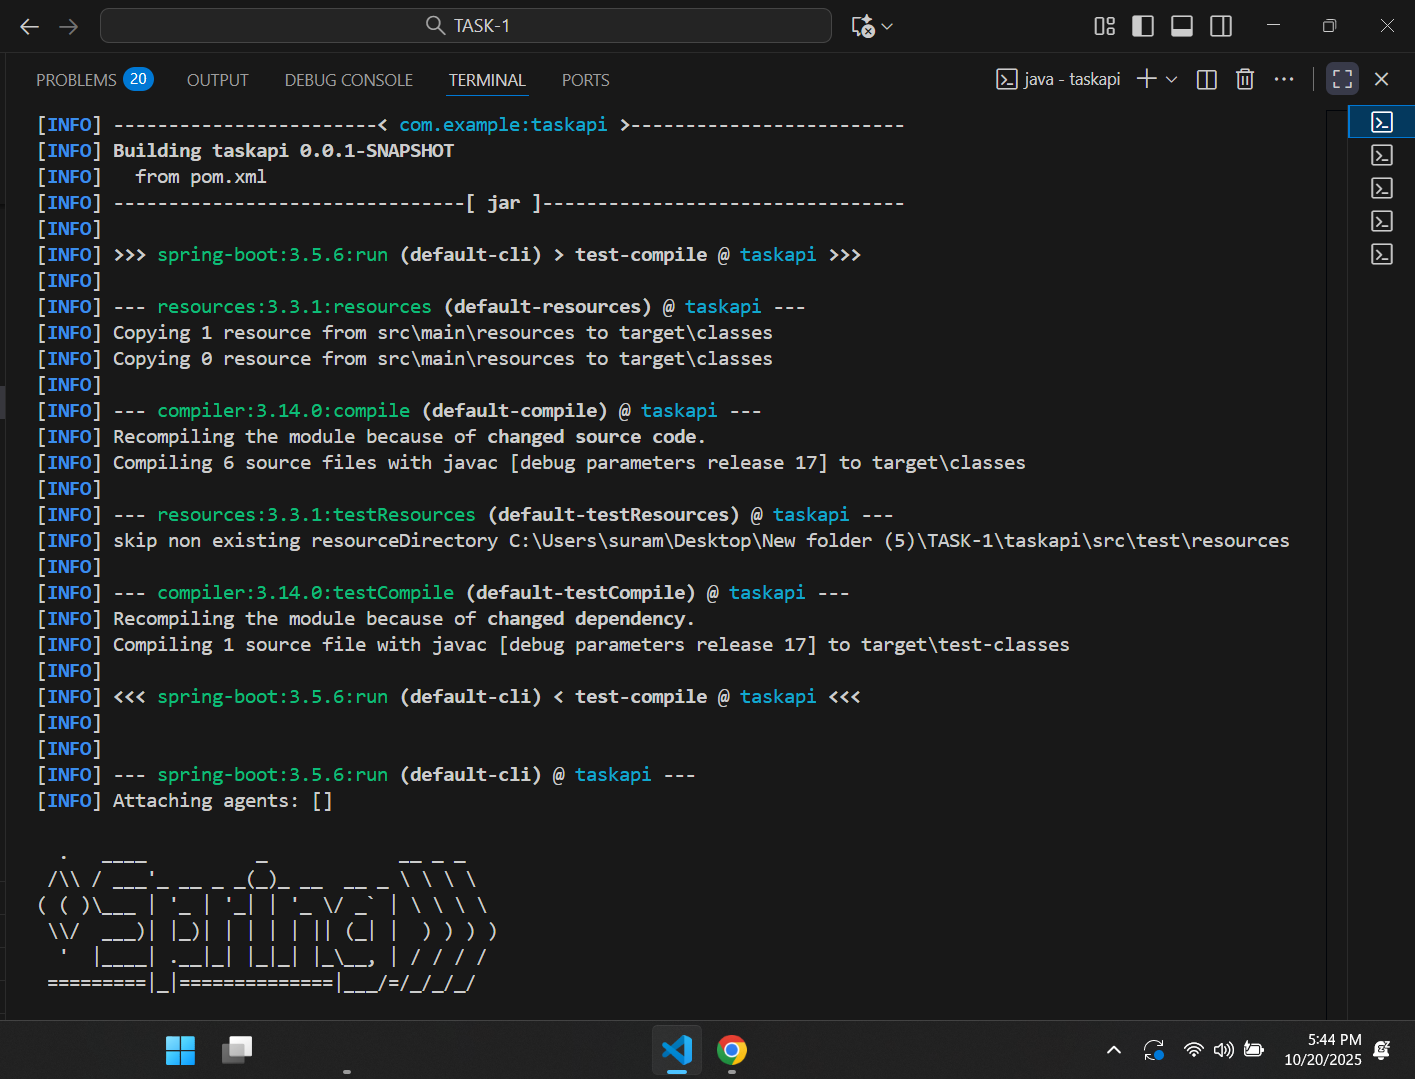 TASK-1
PROBLEMS 20 OUTPUT DEBUG CONSOLE TERMINAL PORTS java - taskapi
[INFO] ------------------------< com.example:taskapi >-------------------------
[INFO] Building taskapi 0.0.1-SNAPSHOT
[INFO]   from pom.xml
[INFO] --------------------------------[ jar ]---------------------------------
[INFO]
[INFO] >>> spring-boot:3.5.6:run (default-cli) > test-compile @ taskapi >>>
[INFO]
[INFO] --- resources:3.3.1:resources (default-resources) @ taskapi ---
[INFO] Copying 1 resource from src\main\resources to target\classes
[INFO] Copying 0 resource from src\main\resources to target\classes
[INFO]
[INFO] --- compiler:3.14.0:compile (default-compile) @ taskapi ---
[INFO] Recompiling the module because of changed source code.
[INFO] Compiling 6 source files with javac [debug parameters release 17] to target\classes
[INFO]
[INFO] --- resources:3.3.1:testResources (default-testResources) @ taskapi ---
[INFO] skip non existing resourceDirectory C:\Users\suram\Desktop\New folder (5)\TASK-1\taskapi\src\test\resources
[INFO]
[INFO] --- compiler:3.14.0:testCompile (default-testCompile) @ taskapi ---
[INFO] Recompiling the module because of changed dependency.
[INFO] Compiling 1 source file with javac [debug parameters release 17] to target\test-classes
[INFO]
[INFO] <<< spring-boot:3.5.6:run (default-cli) < test-compile @ taskapi <<<
[INFO]
[INFO]
[INFO] --- spring-boot:3.5.6:run (default-cli) @ taskapi ---
[INFO] Attaching agents: []
  .   ____          _            __ _ _
 /\\ / ___'_ __ _ _(_)_ __  __ _ \ \ \ \
( ( )\___ | '_ | '_| | '_ \/ _` | \ \ \ \
 \\/  ___)| |_)| | | | | || (_| |  ) ) ) )
  '  |____| .__|_| |_|_| |_\__, | / / / /
 =========|_|==============|___/=/_/_/_/
5:44 PM
10/20/2025